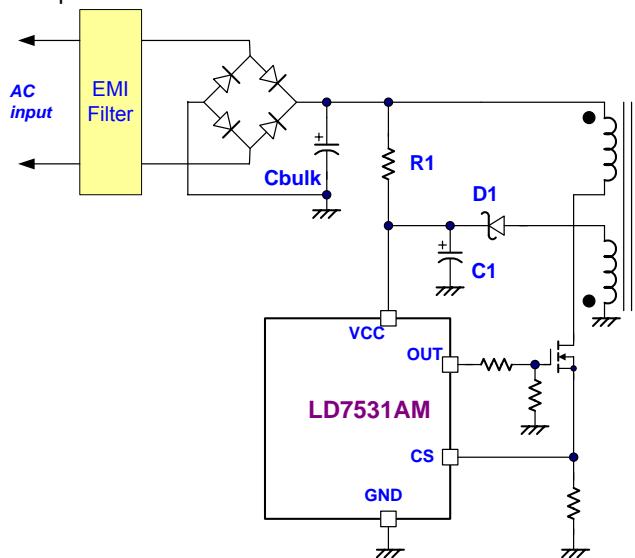 AC
input
EMI
Filter
+
Cbulk
R1
D1
+
C1
VCC
OUT
LD7531AM
CS
GND